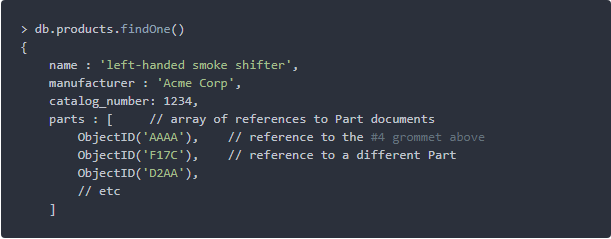 > db.products.findOne()
{
    name : 'left-handed smoke shifter',
    manufacturer : 'Acme Corp',
    catalog_number: 1234,
    parts : [     // array of references to Part documents
        ObjectID('AAAA'),    // reference to the #4 grommet above
        ObjectID('F17C'),    // reference to a different Part
        ObjectID('D2AA'),
        // etc
    ]